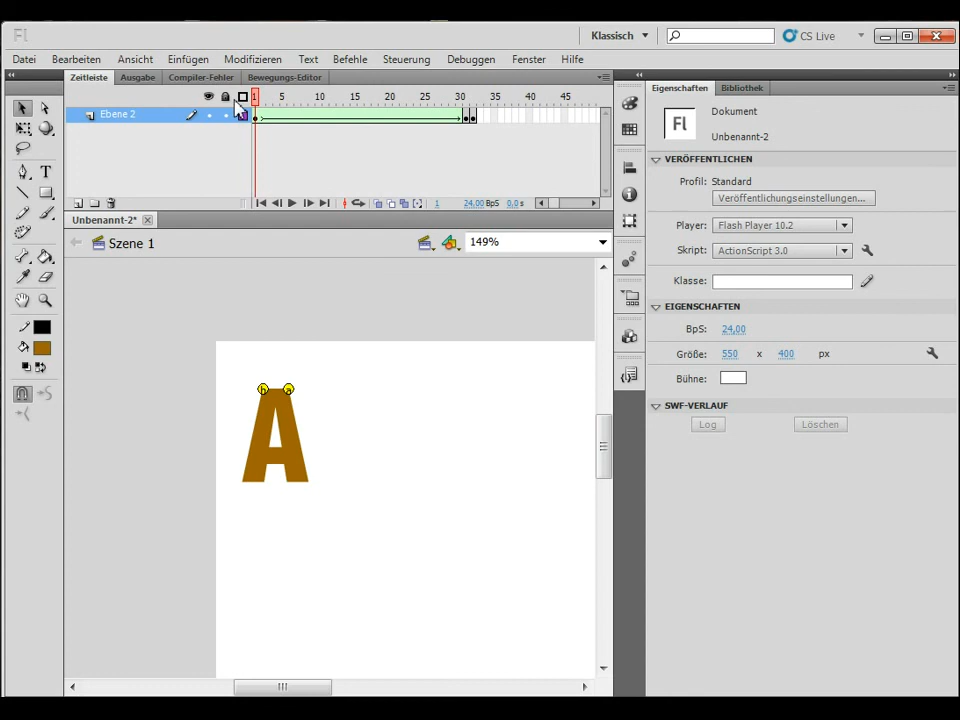 Fl
Klassisch
CS Live
Datei Bearbeiten Ansicht Einfügen Modifizieren Text Befehle Steuerung Debuggen Fenster Hilfe
Zeitleiste Ausgabe Compiler-Fehler Bewegungs-Editor
1 5 10 15 20 25 30 35 40 45
Ebene 2
1 24,00 BpS 0,0 s
Unbenannt-2*
Szene 1
149%
b a
A
Eigenschaften Bibliothek
Fl
Dokument
Unbenannt-2
VERÖFFENTLICHEN
Profil: Standard
Veröffentlichungseinstellungen...
Player: Flash Player 10.2
Skript: ActionScript 3.0
Klasse:
EIGENSCHAFTEN
BpS: 24,00
Größe: 550 x 400 px
Bühne:
SWF-VERLAUF
Log Löschen